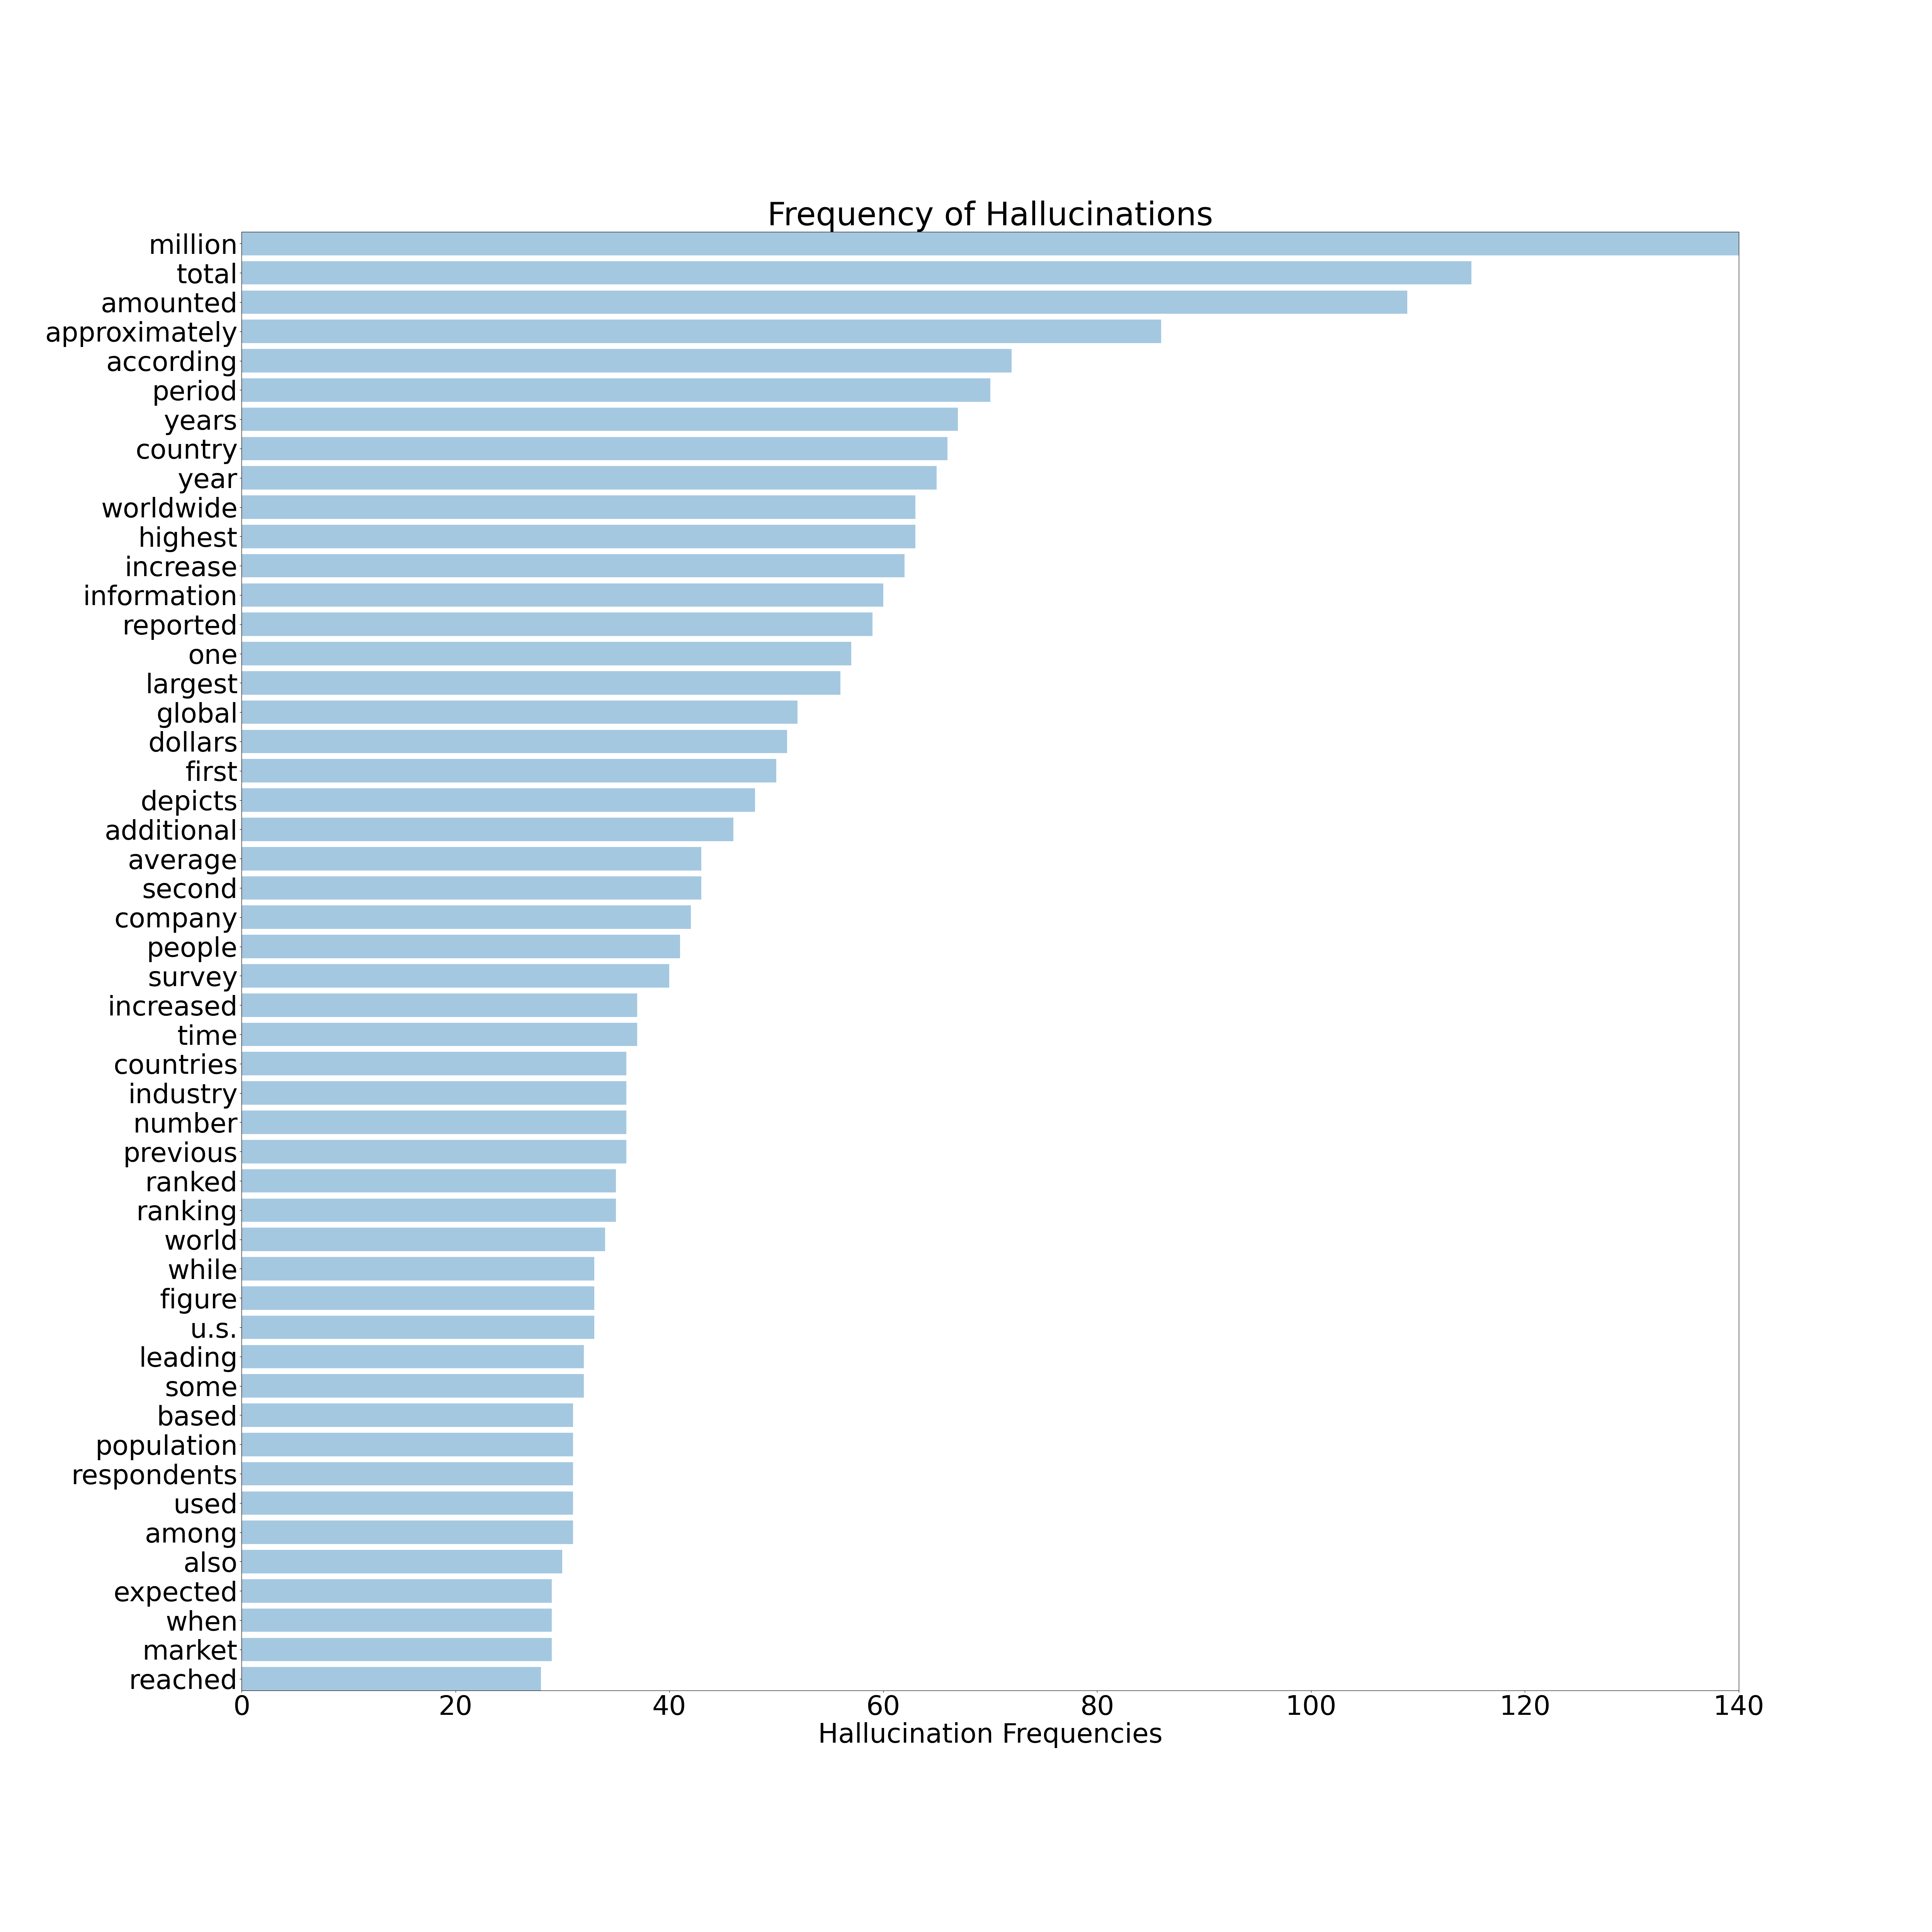 Frequency of Hallucinations
million
total
amounted
approximately
according
period
years
country
year
worldwide
highest
increase
information
reported
one
largest
global
dollars
first
depicts
additional
average
second
company
people
survey
increased
time
countries
industry
number
previous
ranked
ranking
world
while
figure
u.s.
leading
some
based
population
respondents
used
among
also
expected
when
market
reached
0 20 40 60 80 100 120 140
Hallucination Frequencies